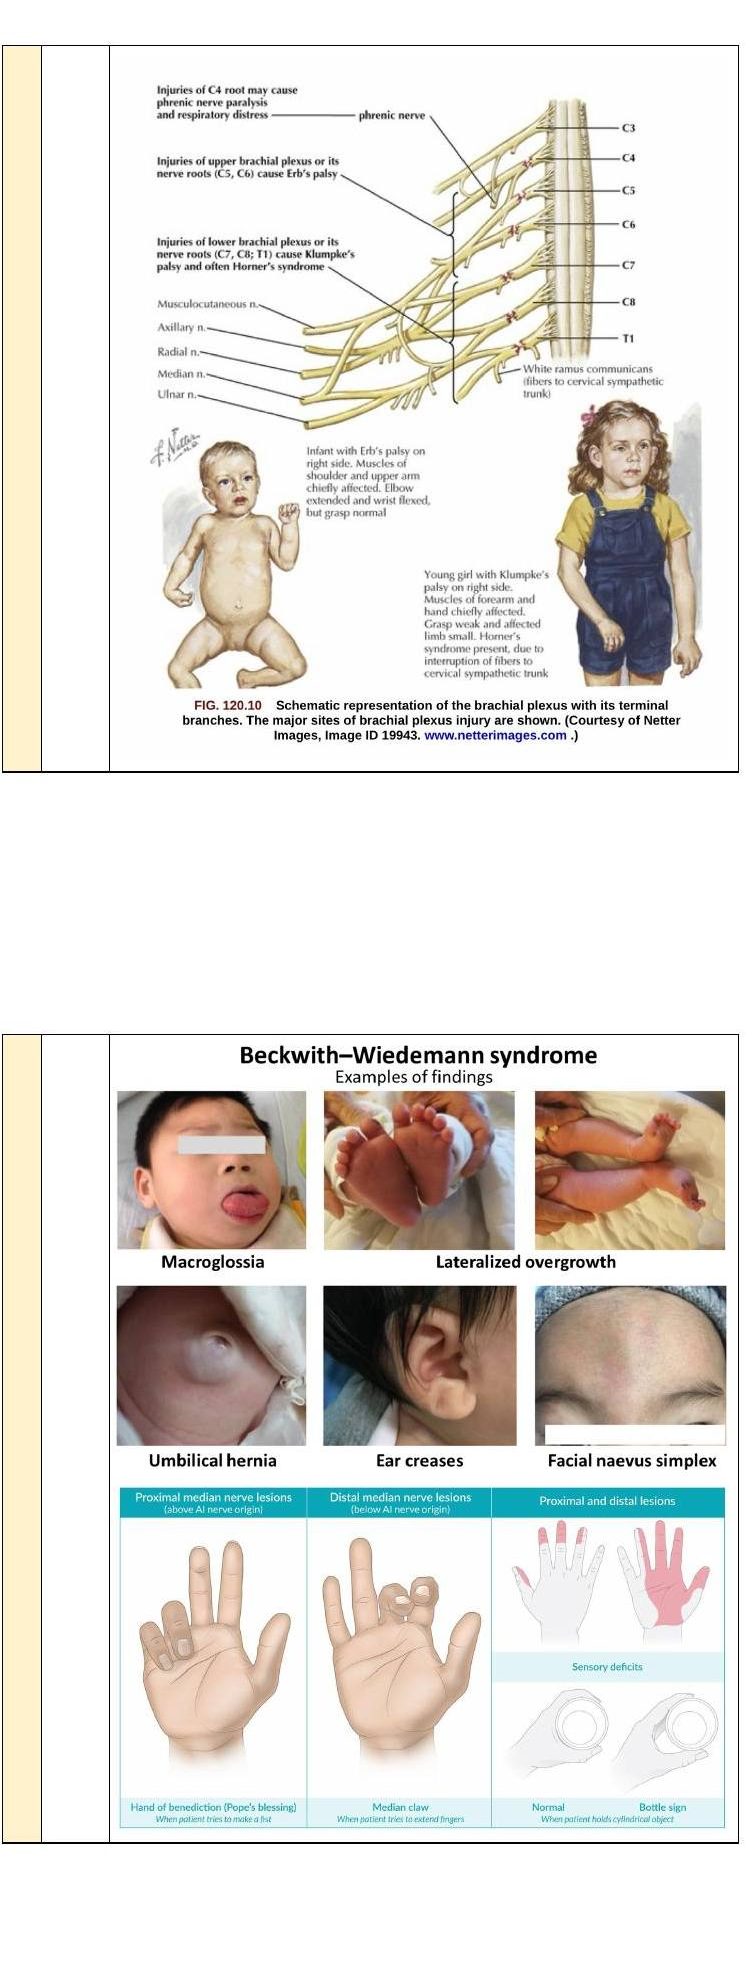 Injuries of C4 root may cause
phrenic nerve paralysis
and respiratory distress
phrenic nerve
C3
C4
Injuries of upper brachial plexus or its
nerve roots (C5, C6) cause Erb's palsy
C5
C6
Injuries of lower brachial plexus or its
nerve roots (C7, C8; T1) cause Klumpke's
palsy and often Horner's syndrome
C7
C8
T1
Musculocutaneous n.
Axillary n.
Radial n.
Median n.
Ulnar n.
White ramus communicans
(fibers to cervical sympathetic
trunk)
F. Netter
Infant with Erb's palsy on
right side. Muscles of
shoulder and upper arm
chiefly affected. Elbow
extended and wrist flexed,
but grasp normal
Young girl with Klumpke's
palsy on right side.
Muscles of forearm and
hand chiefly affected.
Grasp weak and affected
limb small. Horner's
syndrome present, due to
interruption of fibers to
cervical sympathetic trunk
FIG. 120.10 Schematic representation of the brachial plexus with its terminal
branches. The major sites of brachial plexus injury are shown. (Courtesy of Netter
Images, Image ID 19943. www.netterimages.com .)
Beckwith–Wiedemann syndrome
Examples of findings
Macroglossia
Lateralized overgrowth
Umbilical hernia
Ear creases
Facial naevus simplex
Proximal median nerve lesions
(above AI nerve origin)
Distal median nerve lesions
(below AI nerve origin)
Proximal and distal lesions
Sensory deficits
Hand of benediction (Pope's blessing)
When patient tries to make a fist
Median claw
When patient tries to extend fingers
Normal
Bottle sign
When patient holds cylindrical object